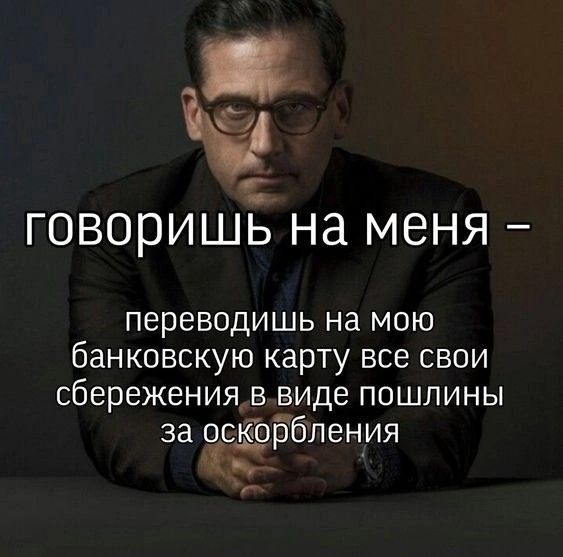 говоришь на меня –
переводишь на мою
банковскую карту все свои
сбережения в виде пошлины
за оскорбления